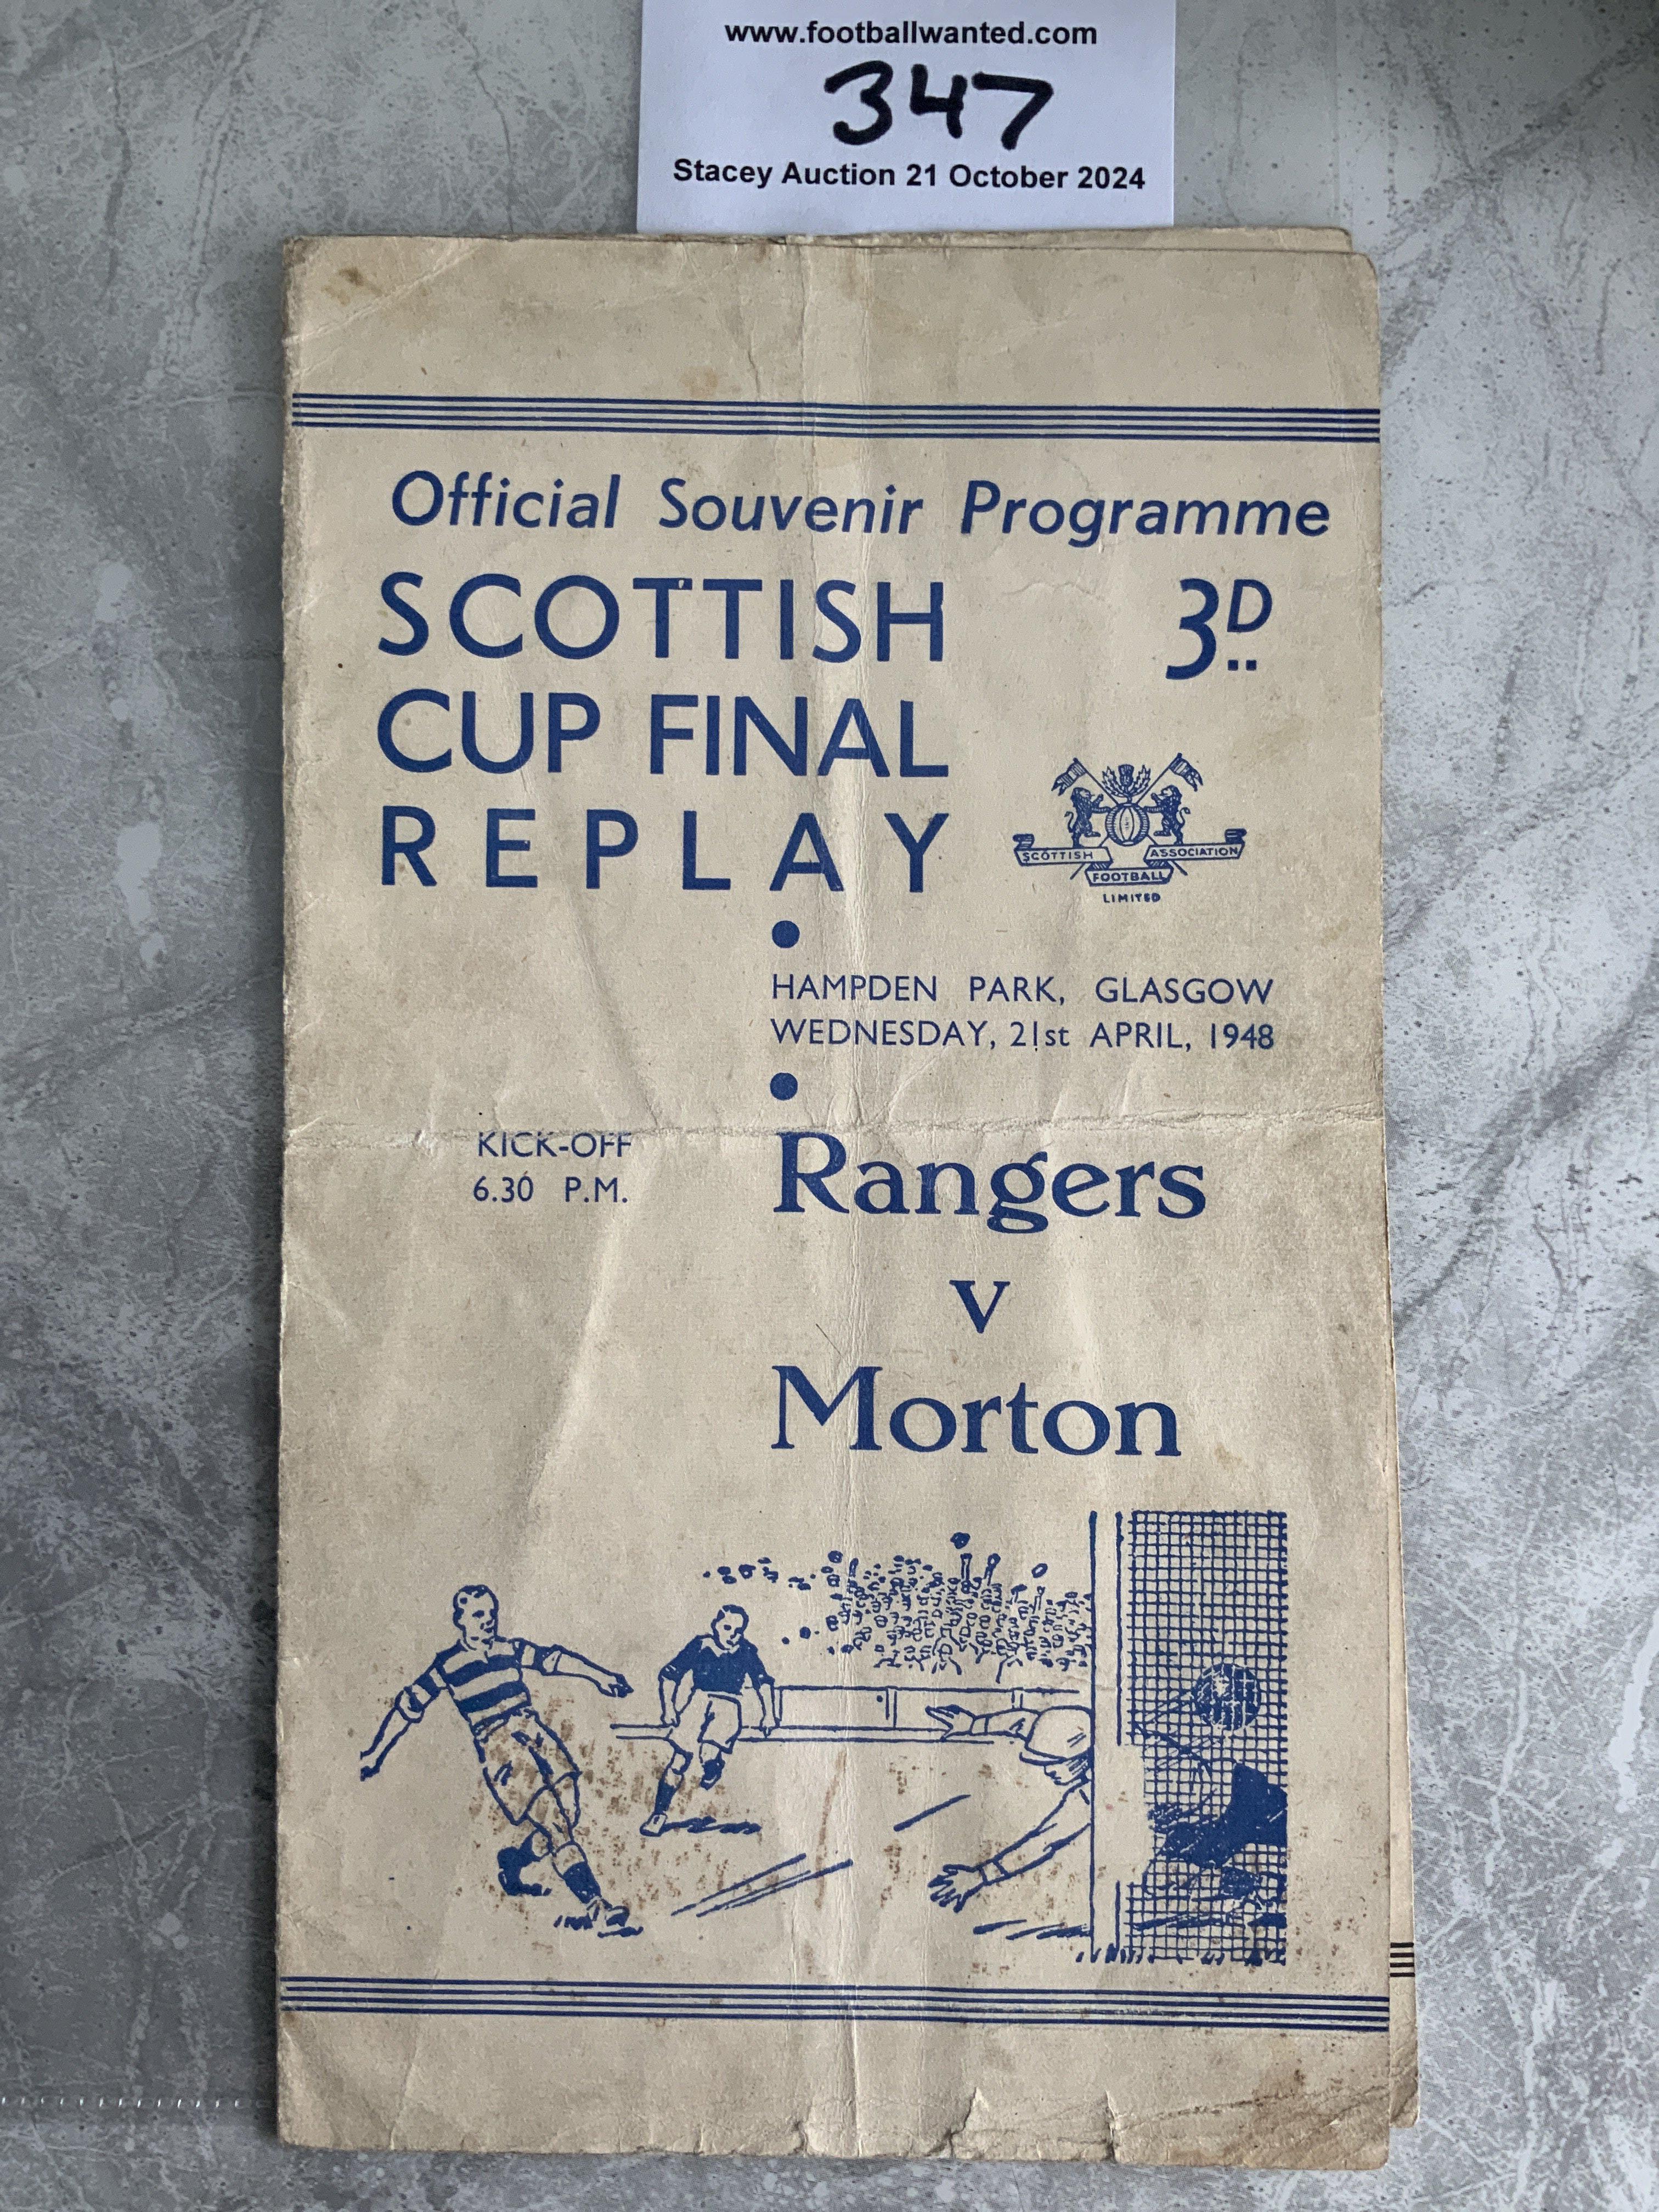 www.footballwanted.com
347
Stacey Auction 21 October 2024
Official Souvenir Programme
SCOTTISH
CUP FINAL
REPLAY
3D
SCOTTISH ASSOCIATION
FOOTBALL
LIMITED
HAMPDEN PARK, GLASGOW
WEDNESDAY, 21st APRIL, 1948
KICK-OFF
6.30 P.M.
Rangers
v
Morton